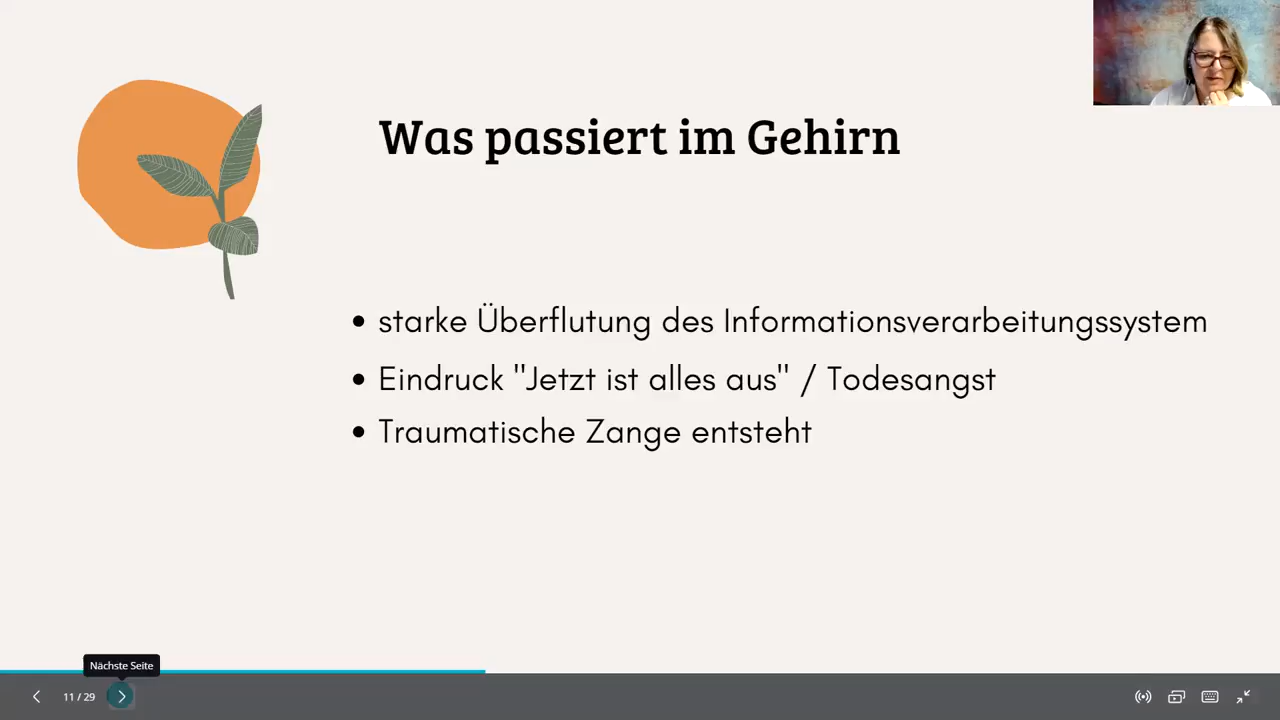 Was passiert im Gehirn
• starke Überflutung des Informationsverarbeitungssystem
• Eindruck "Jetzt ist alles aus" / Todesangst
• Traumatische Zange entsteht
Nächste Seite
11 / 29